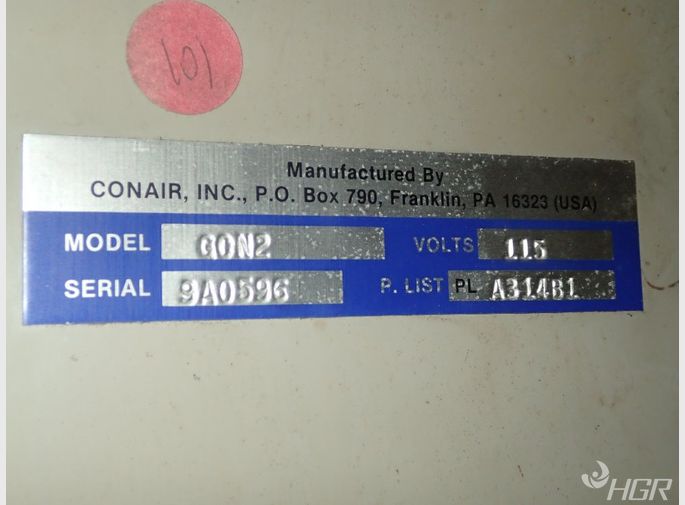 101
Manufactured By
CONAIR, INC., P.O. Box 790, Franklin, PA 16323 (USA)
MODEL GON2 VOLTS 115
SERIAL 9A0596 P. LIST PL A314B1
HGR